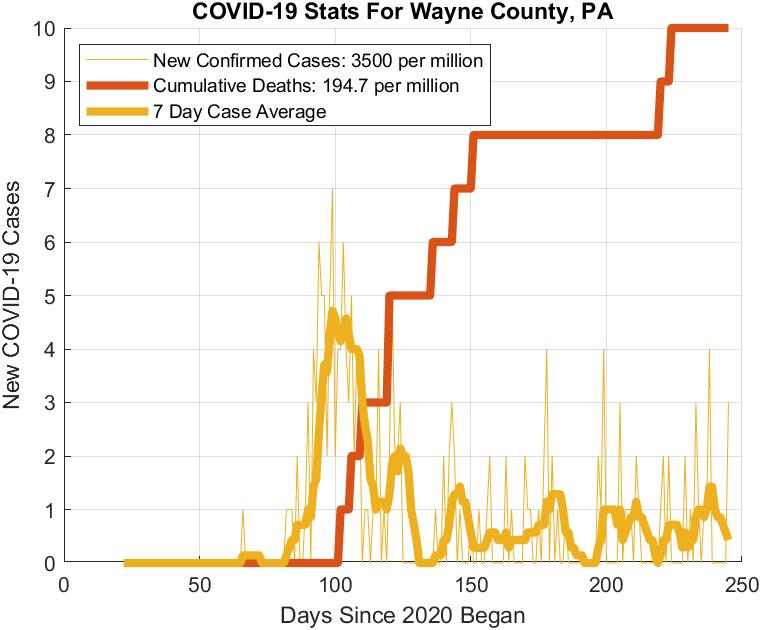 COVID-19 Stats For Wayne County, PA
New Confirmed Cases: 3500 per million
Cumulative Deaths: 194.7 per million
7 Day Case Average
New COVID-19 Cases
10
9
8
7
6
5
4
3
2
1
0
0 50 100 150 200 250
Days Since 2020 Began